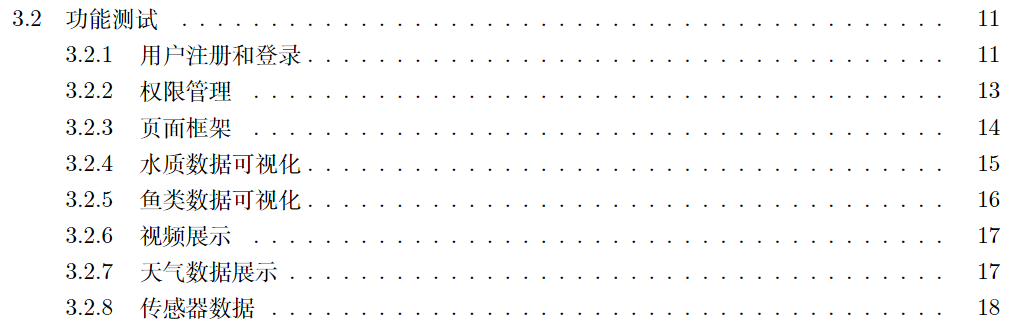 3.2 功能测试 . . . . . . . . . . . . . . . . . . . . . . . . . . . . . . . . . . . . . . . . . . . 11
3.2.1 用户注册和登录 . . . . . . . . . . . . . . . . . . . . . . . . . . . . . . . . . . . . 11
3.2.2 权限管理 . . . . . . . . . . . . . . . . . . . . . . . . . . . . . . . . . . . . . . . 13
3.2.3 页面框架 . . . . . . . . . . . . . . . . . . . . . . . . . . . . . . . . . . . . . . . 14
3.2.4 水质数据可视化 . . . . . . . . . . . . . . . . . . . . . . . . . . . . . . . . . . . . 15
3.2.5 鱼类数据可视化 . . . . . . . . . . . . . . . . . . . . . . . . . . . . . . . . . . . . 16
3.2.6 视频展示 . . . . . . . . . . . . . . . . . . . . . . . . . . . . . . . . . . . . . . . 17
3.2.7 天气数据展示 . . . . . . . . . . . . . . . . . . . . . . . . . . . . . . . . . . . . . 17
3.2.8 传感器数据 . . . . . . . . . . . . . . . . . . . . . . . . . . . . . . . . . . . . . . 18